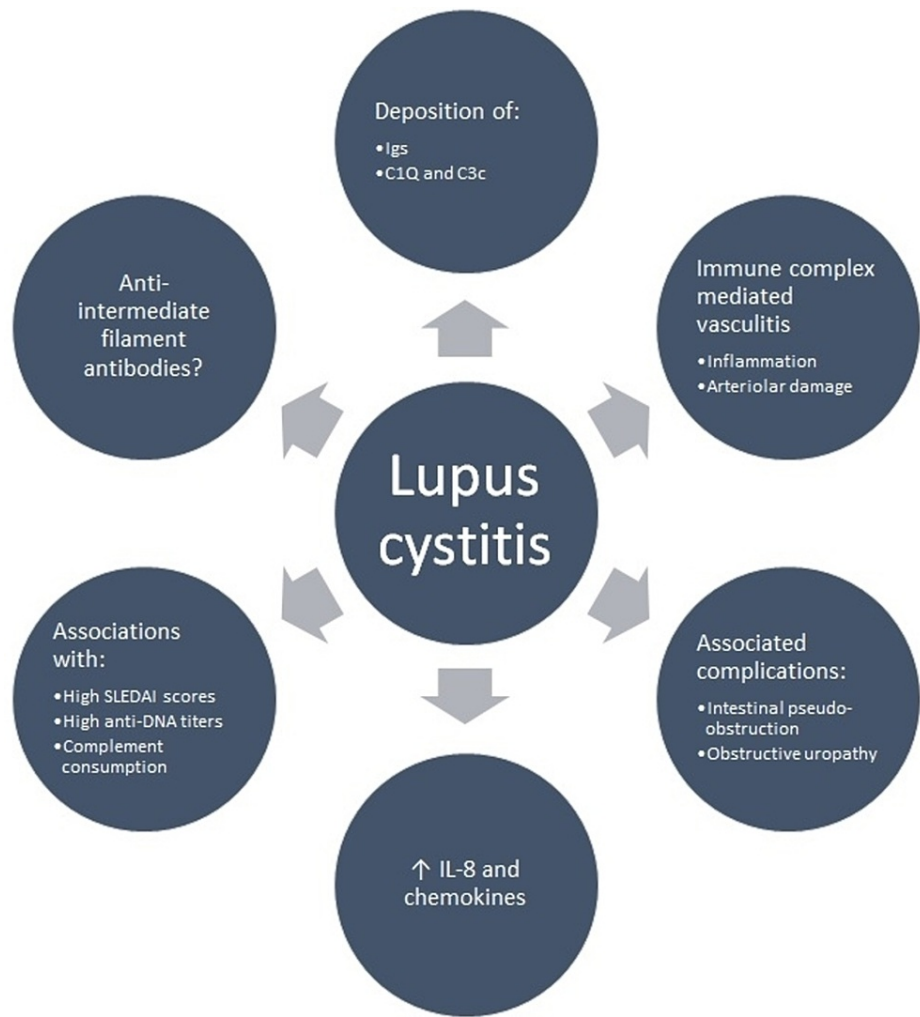 Deposition of:
•Igs
•C1Q and C3c
Immune complex
mediated
vasculitis
•Inflammation
•Arteriolar damage
Anti-
intermediate
filament
antibodies?
Lupus
cystitis
Associations
with:
•High SLEDAI scores
•High anti-DNA titers
•Complement
consumption
Associated
complications:
•Intestinal pseudo-
obstruction
•Obstructive uropathy
↑ IL-8 and
chemokines